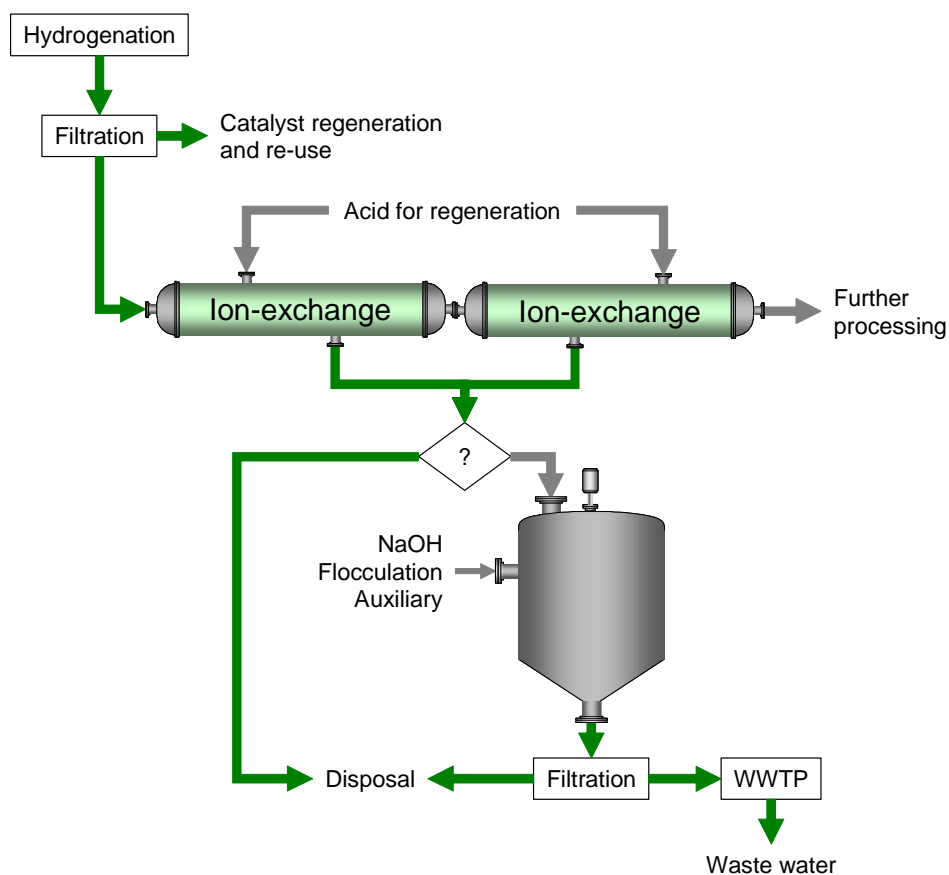 Hydrogenation
Filtration
Catalyst regeneration
and re-use
Acid for regeneration
Ion-exchange
Ion-exchange
Further
processing
?
NaOH
Flocculation
Auxiliary
Disposal
Filtration
WWTP
Waste water